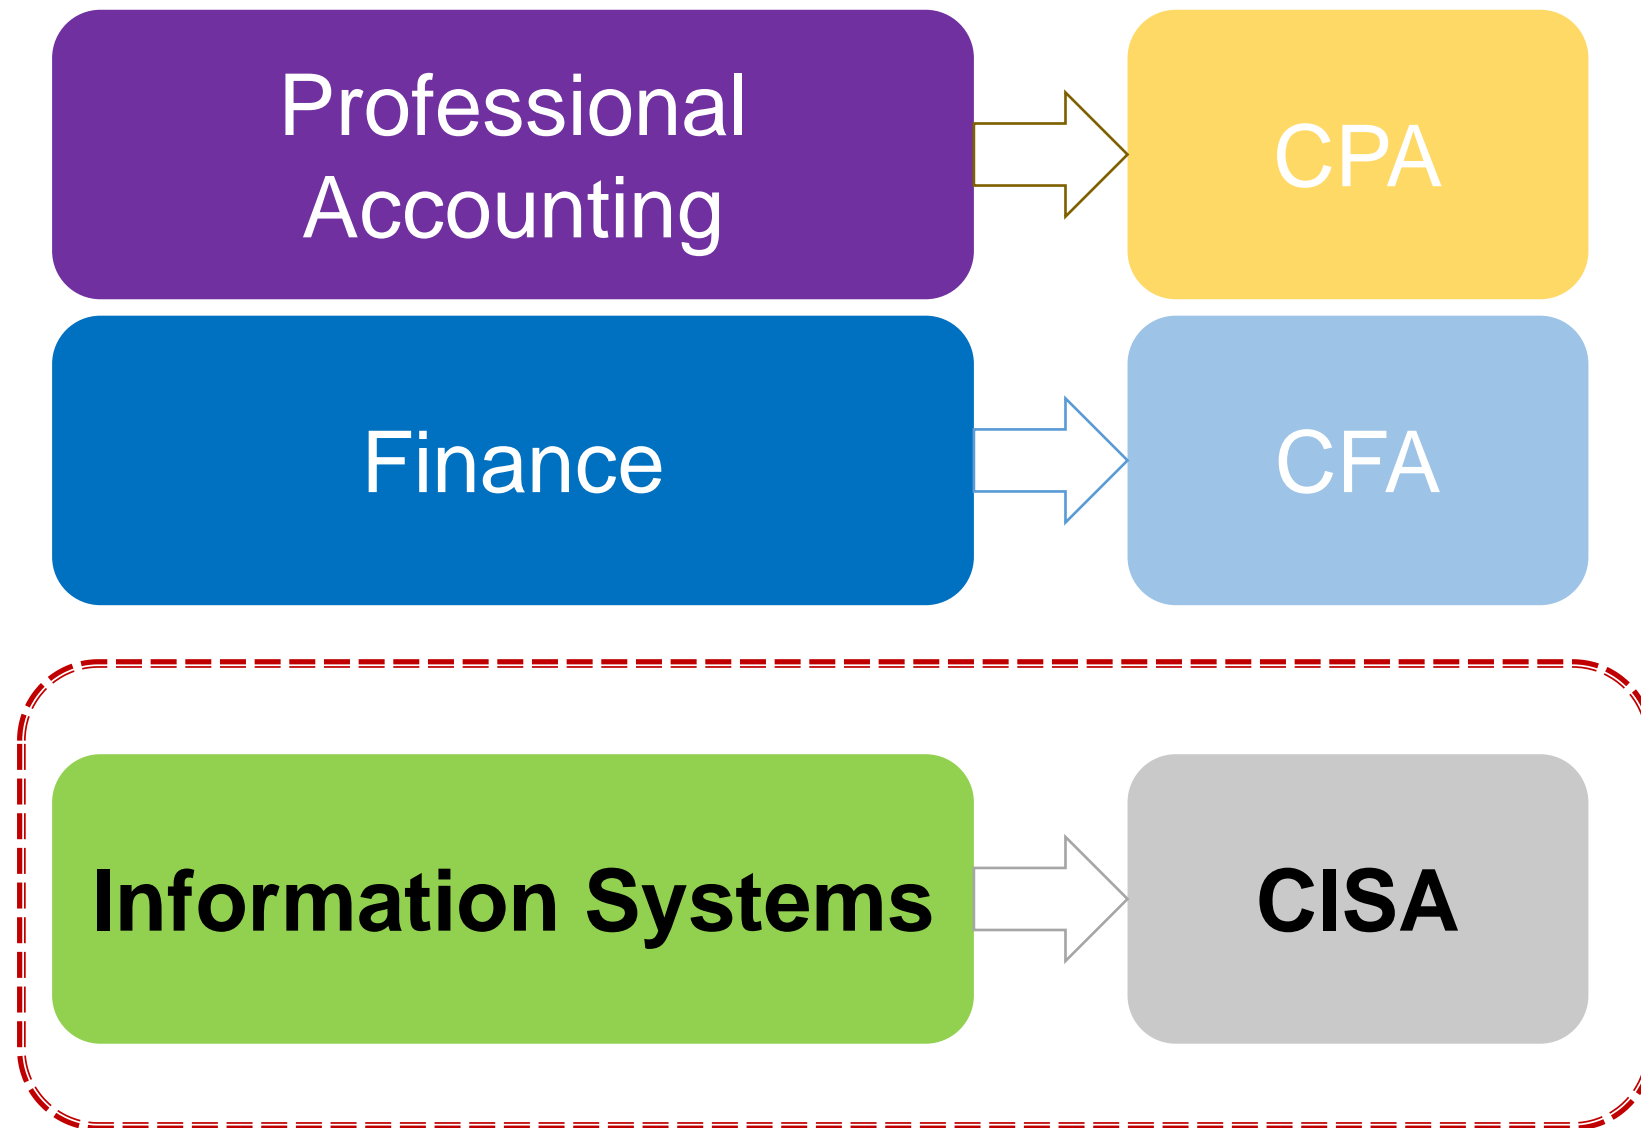 Professional
Accounting
CPA
Finance
CFA
Information Systems
CISA